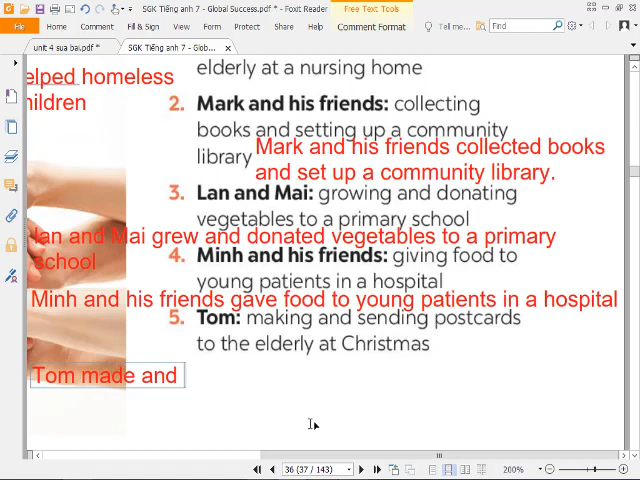 SGK Tiếng anh 7 - Global Success.pdf * - Foxit Reader
Free Text Tools
File
Home
Comment
Fill & Sign
View
Form
Protect
Share
Help
Comment Format
Tell me...
Find
unit 4 sua bai.pdf *
SGK Tiếng anh 7 - Glob...
elderly at a nursing home
elped homeless
hildren
2. Mark and his friends: collecting
books and setting up a community
library
Mark and his friends collected books
and set up a community library.
3. Lan and Mai: growing and donating
vegetables to a primary school
lan and Mai grew and donated vegetables to a primary
school
4. Minh and his friends: giving food to
young patients in a hospital
Minh and his friends gave food to young patients in a hospital
5. Tom: making and sending postcards
to the elderly at Christmas
Tom made and
36 (37 / 143)
200%